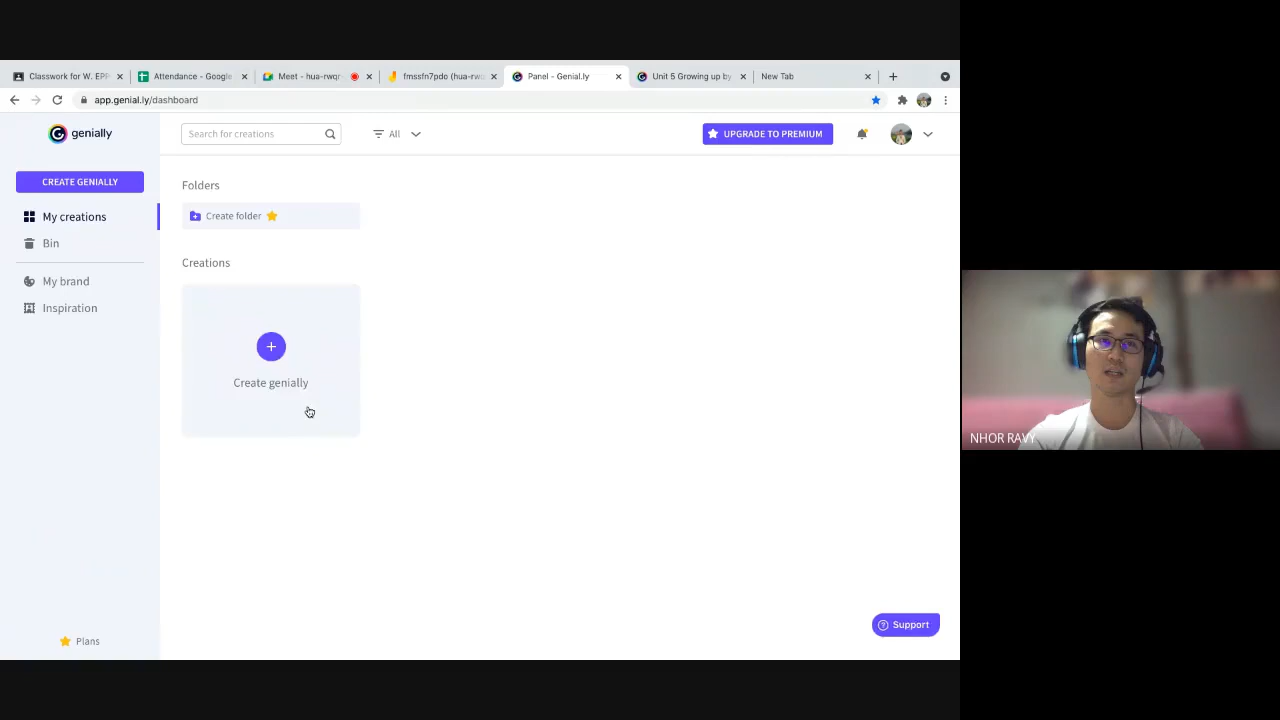 Classwork for W. EPP
Attendance - Google
Meet - hua-rwqr
fmssfn7pdo (hua-rwq
Panel - Genial.ly
Unit 5 Growing up by
New Tab
app.genial.ly/dashboard
genially
Search for creations
All
UPGRADE TO PREMIUM
CREATE GENIALLY
My creations
Bin
My brand
Inspiration
Plans
Folders
Create folder
Creations
Create genially
Support
NHOR RAVY